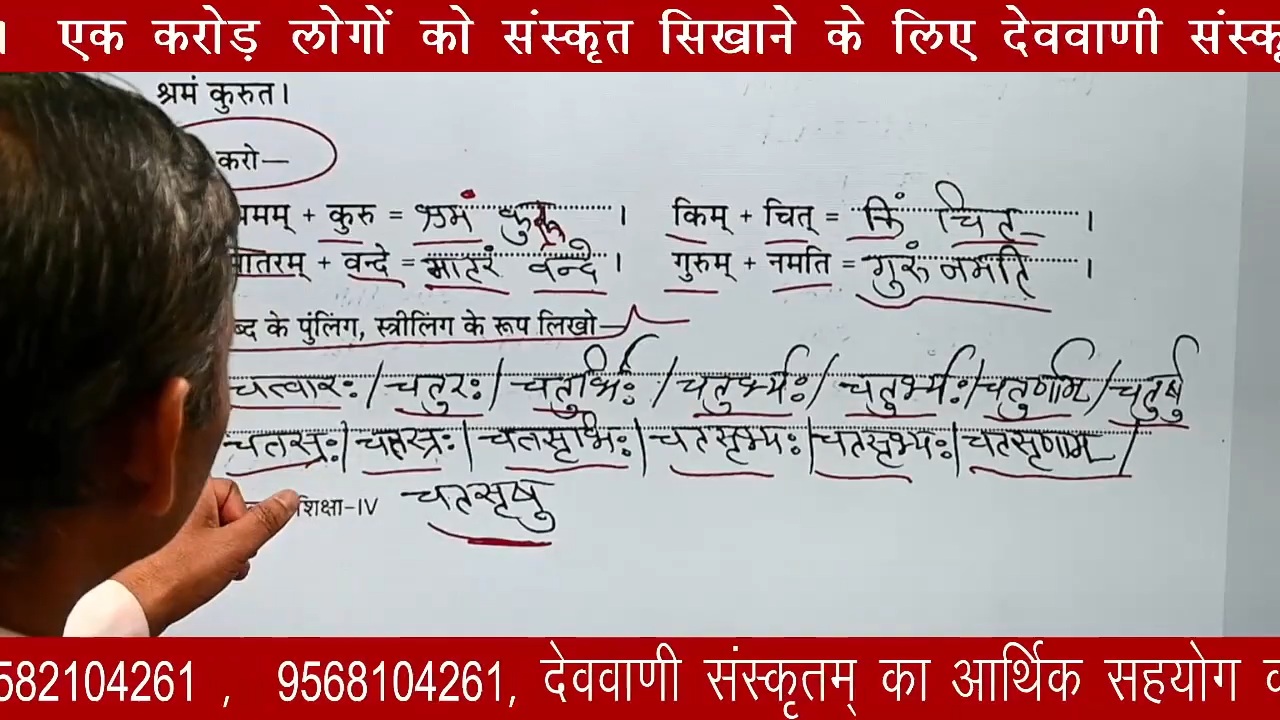 । एक करोड़ लोगों को संस्कृत सिखाने के लिए देववाणी संस्कृ
श्रमं कुरुत।
करो—
श्रमम् + कुरु = श्रमं कुरु । किम् + चित् = किं चित् ।
मातरम् + वन्दे = मातरं वन्दे । गुरुम् + नमति = गुरुं नमति ।
ब्द के पुंलिंग, स्त्रीलिंग के रूप लिखो—
चत्वारः / चतुरः / चतुर्भिः / चतुर्भ्यः / चतुर्भ्यः / चतुर्णाम् / चतुर्षु
चतस्रः | चतस्रः | चतसृभिः | चतसृभ्यः | चतसृभ्यः | चतसृणाम् |
शिक्षा-IV चतसृषु
582104261 , 9568104261, देववाणी संस्कृतम् का आर्थिक सहयोग क